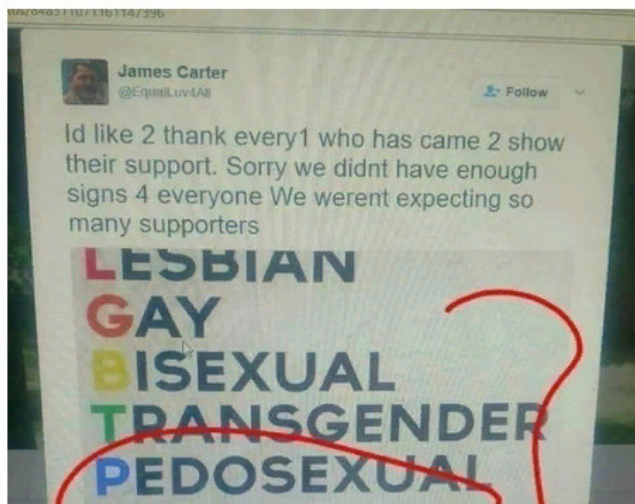 James Carter
@EqualLuv4All
Follow
Id like 2 thank every1 who has came 2 show
their support. Sorry we didnt have enough
signs 4 everyone We werent expecting so
many supporters
LESBIAN
GAY
BISEXUAL
TRANSGENDER
PEDOSEXUAL